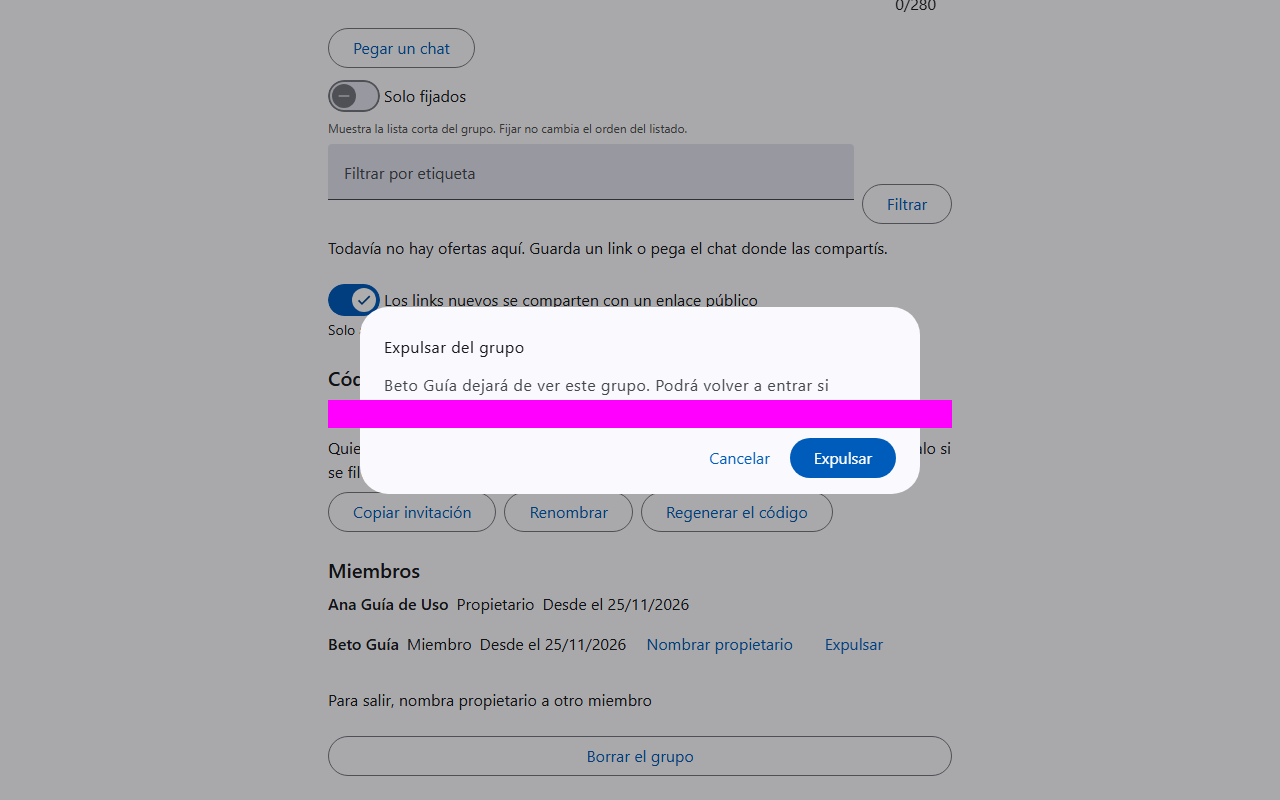 0/280
Pegar un chat
Solo fijados
Muestra la lista corta del grupo. Fijar no cambia el orden del listado.
Filtrar por etiqueta
Filtrar
Todavía no hay ofertas aquí. Guarda un link o pega el chat donde las compartís.
Los links nuevos se comparten con un enlace público
Solo
Expulsar del grupo
Beto Guía dejará de ver este grupo. Podrá volver a entrar si
si
se
Cancelar
Expulsar
Copiar invitación
Renombrar
Regenerar el código
Miembros
Ana Guía de Uso Propietario Desde el 25/11/2026
Beto Guía Miembro Desde el 25/11/2026 Nombrar propietario Expulsar
Para salir, nombra propietario a otro miembro
Borrar el grupo